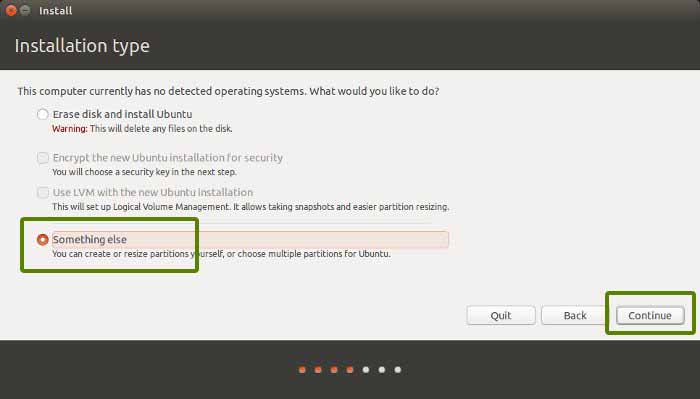 Install
Installation type
This computer currently has no detected operating systems. What would you like to do?
Erase disk and install Ubuntu
Warning: This will delete any files on the disk.
Encrypt the new Ubuntu installation for security
You will choose a security key in the next step.
Use LVM with the new Ubuntu installation
This will set up Logical Volume Management. It allows taking snapshots and easier partition resizing.
Something else
You can create or resize partitions yourself, or choose multiple partitions for Ubuntu.
Quit Back Continue